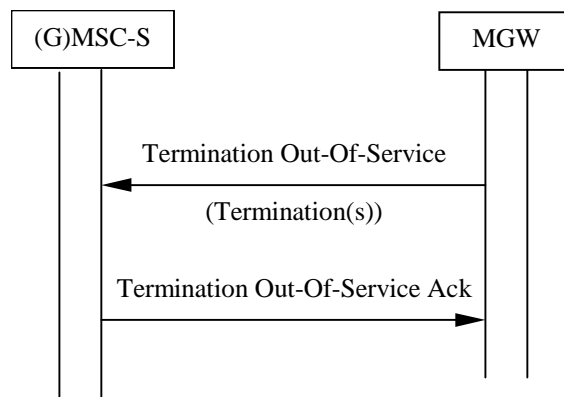 (G)MSC-S
MGW
Termination Out-Of-Service
(Termination(s))
Termination Out-Of-Service Ack